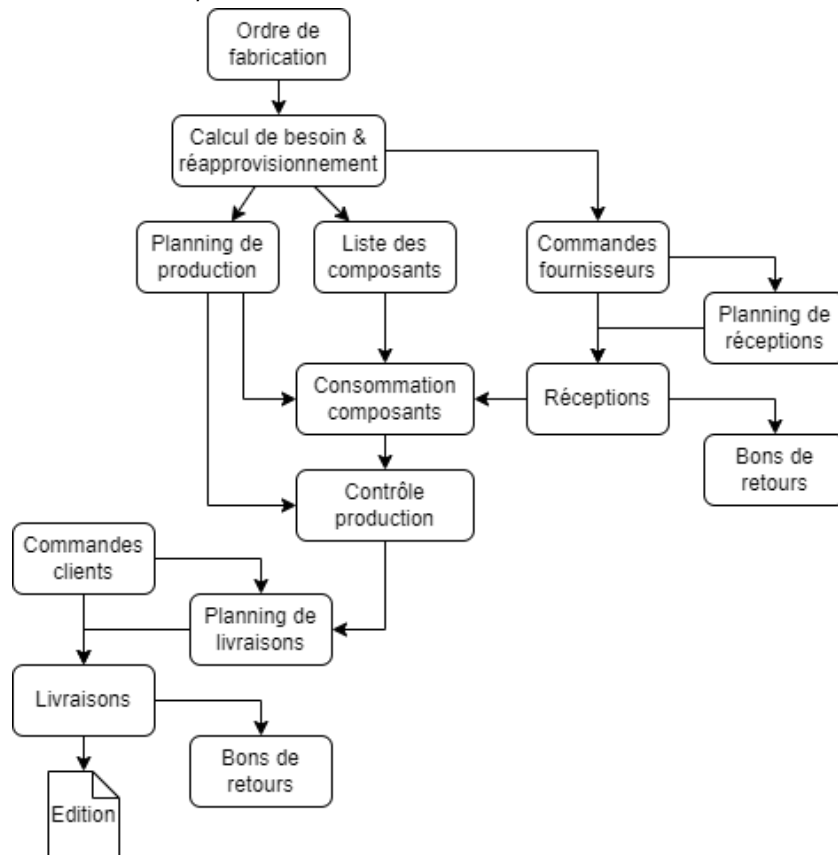 Ordre de
fabrication
Calcul de besoin &
réapprovisionnement
Planning de
production
Liste des
composants
Commandes
fournisseurs
Planning de
réceptions
Consommation
composants
Réceptions
Bons de
retours
Contrôle
production
Commandes
clients
Planning de
livraisons
Livraisons
Bons de
retours
Edition